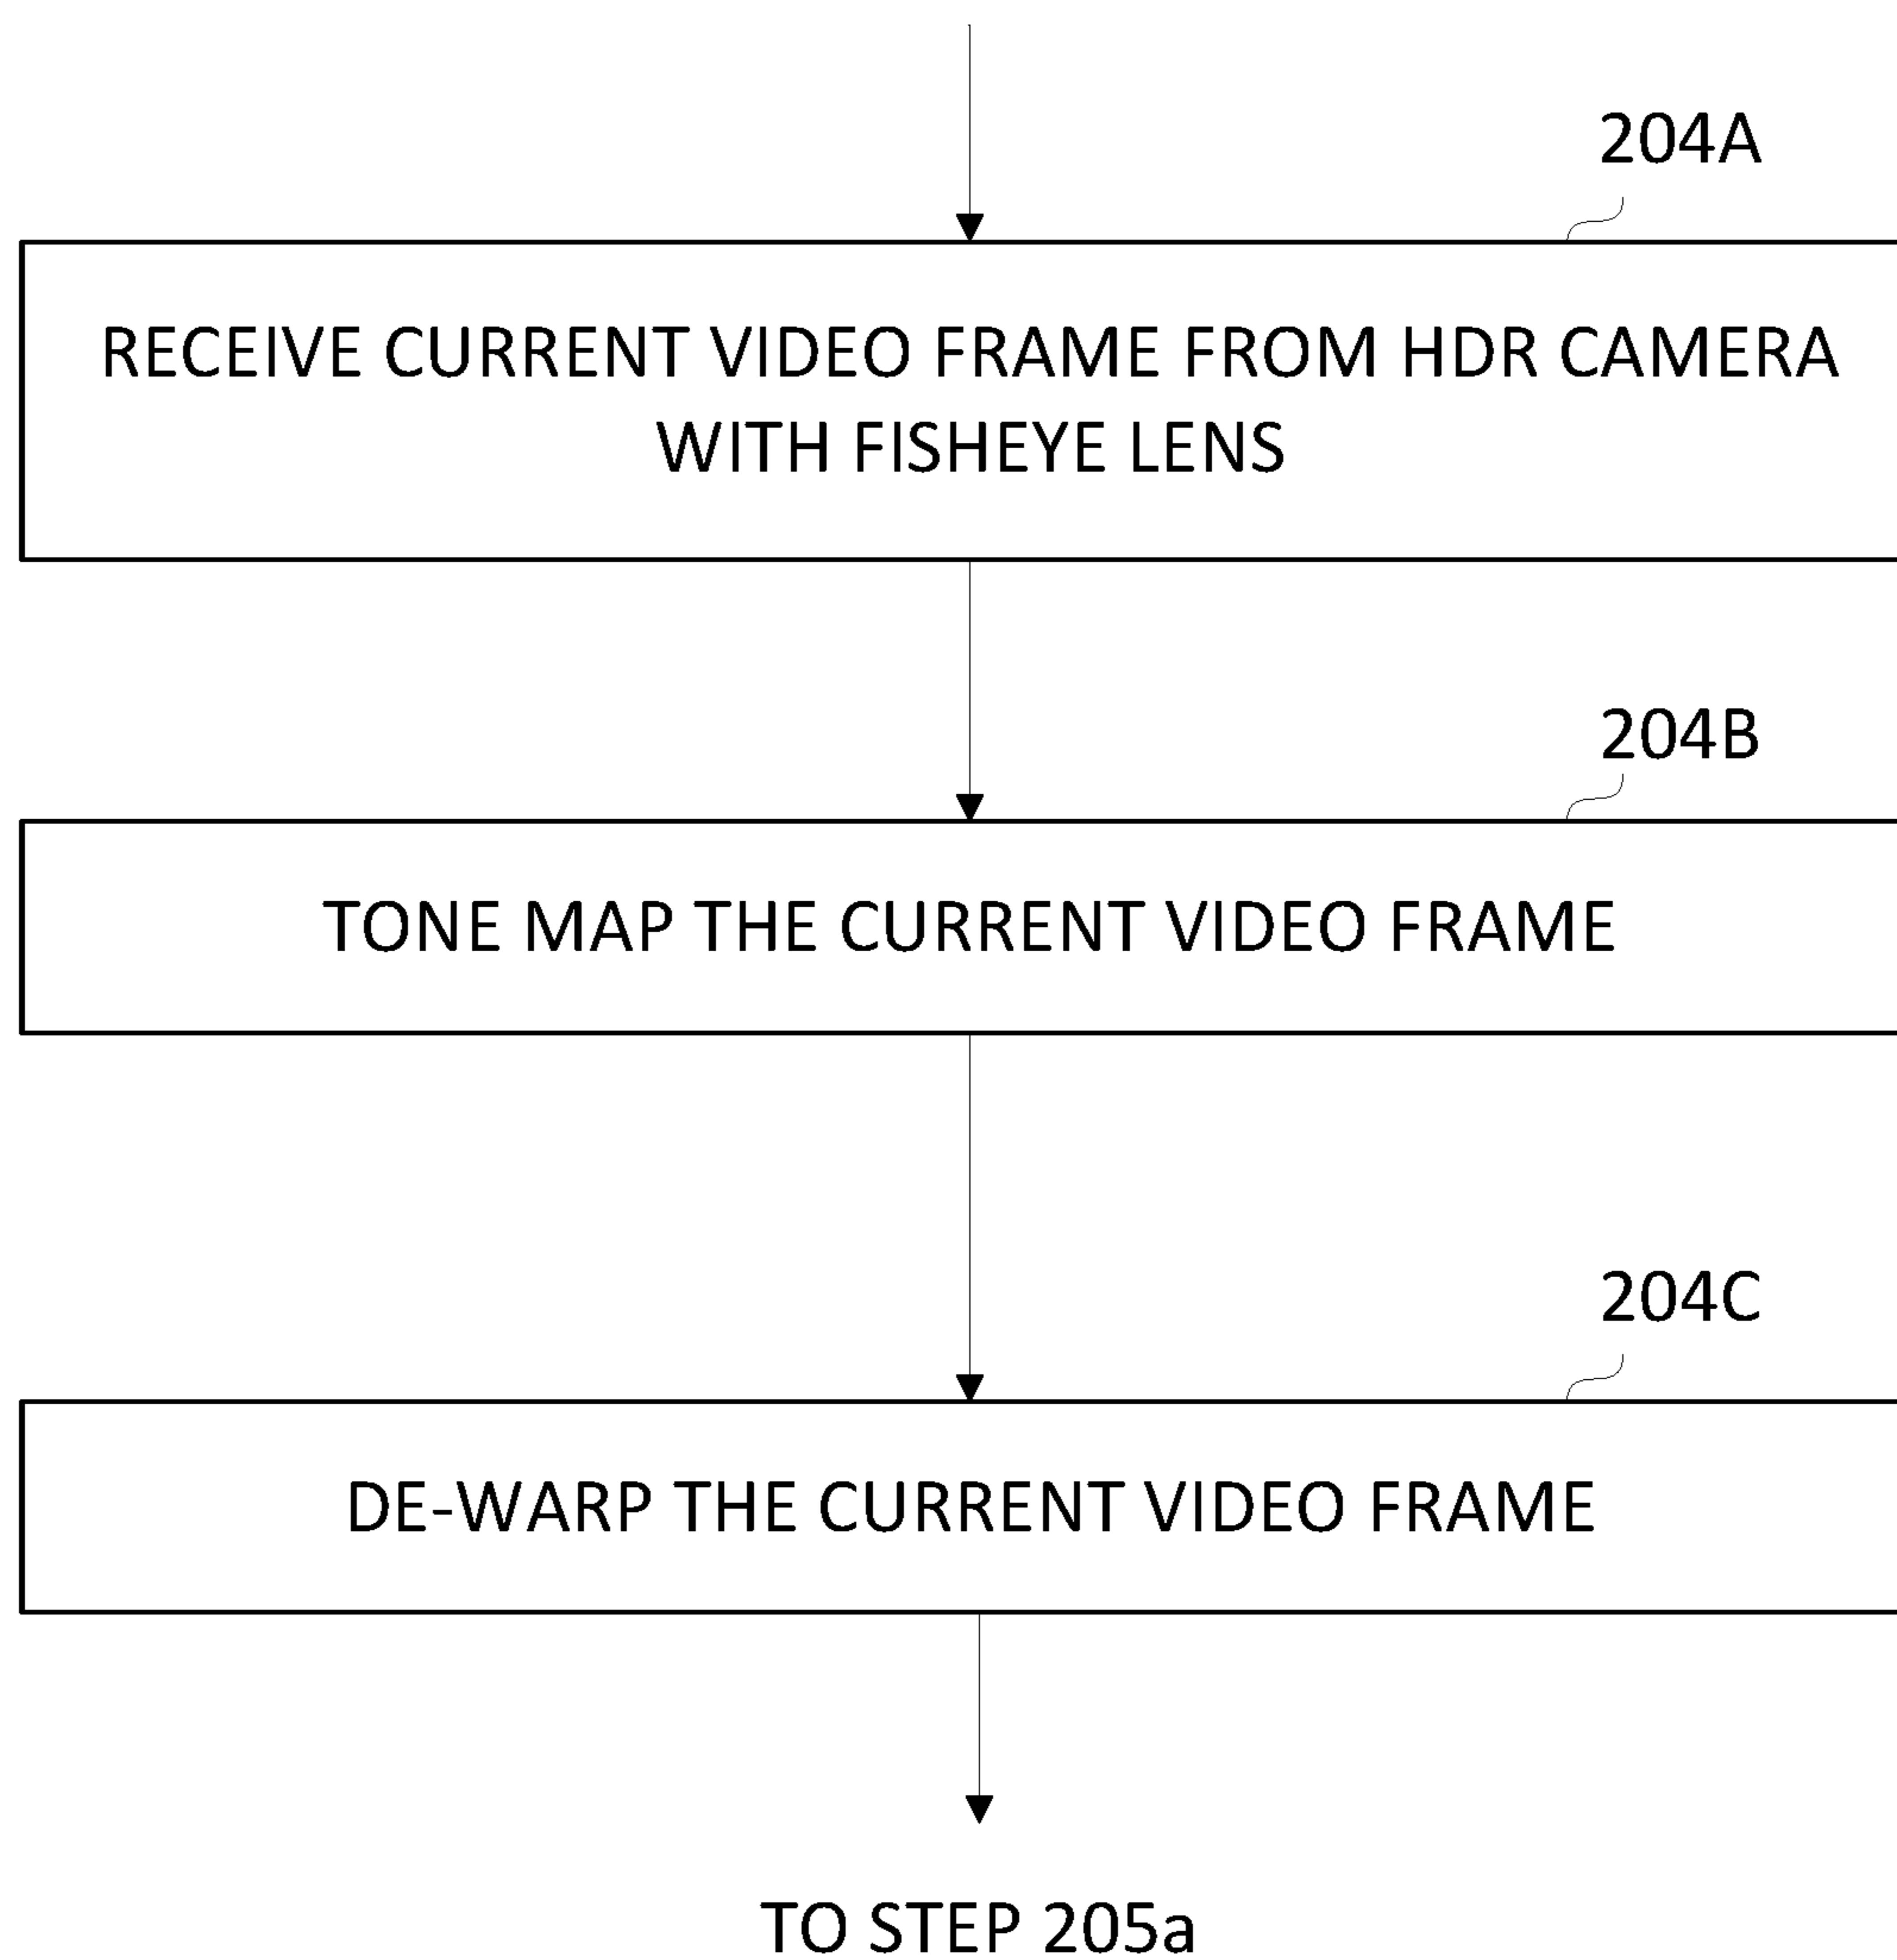 204A
RECEIVE CURRENT VIDEO FRAME FROM HDR CAMERA
WITH FISHEYE LENS
204B
TONE MAP THE CURRENT VIDEO FRAME
204C
DE-WARP THE CURRENT VIDEO FRAME
TO STEP 205a